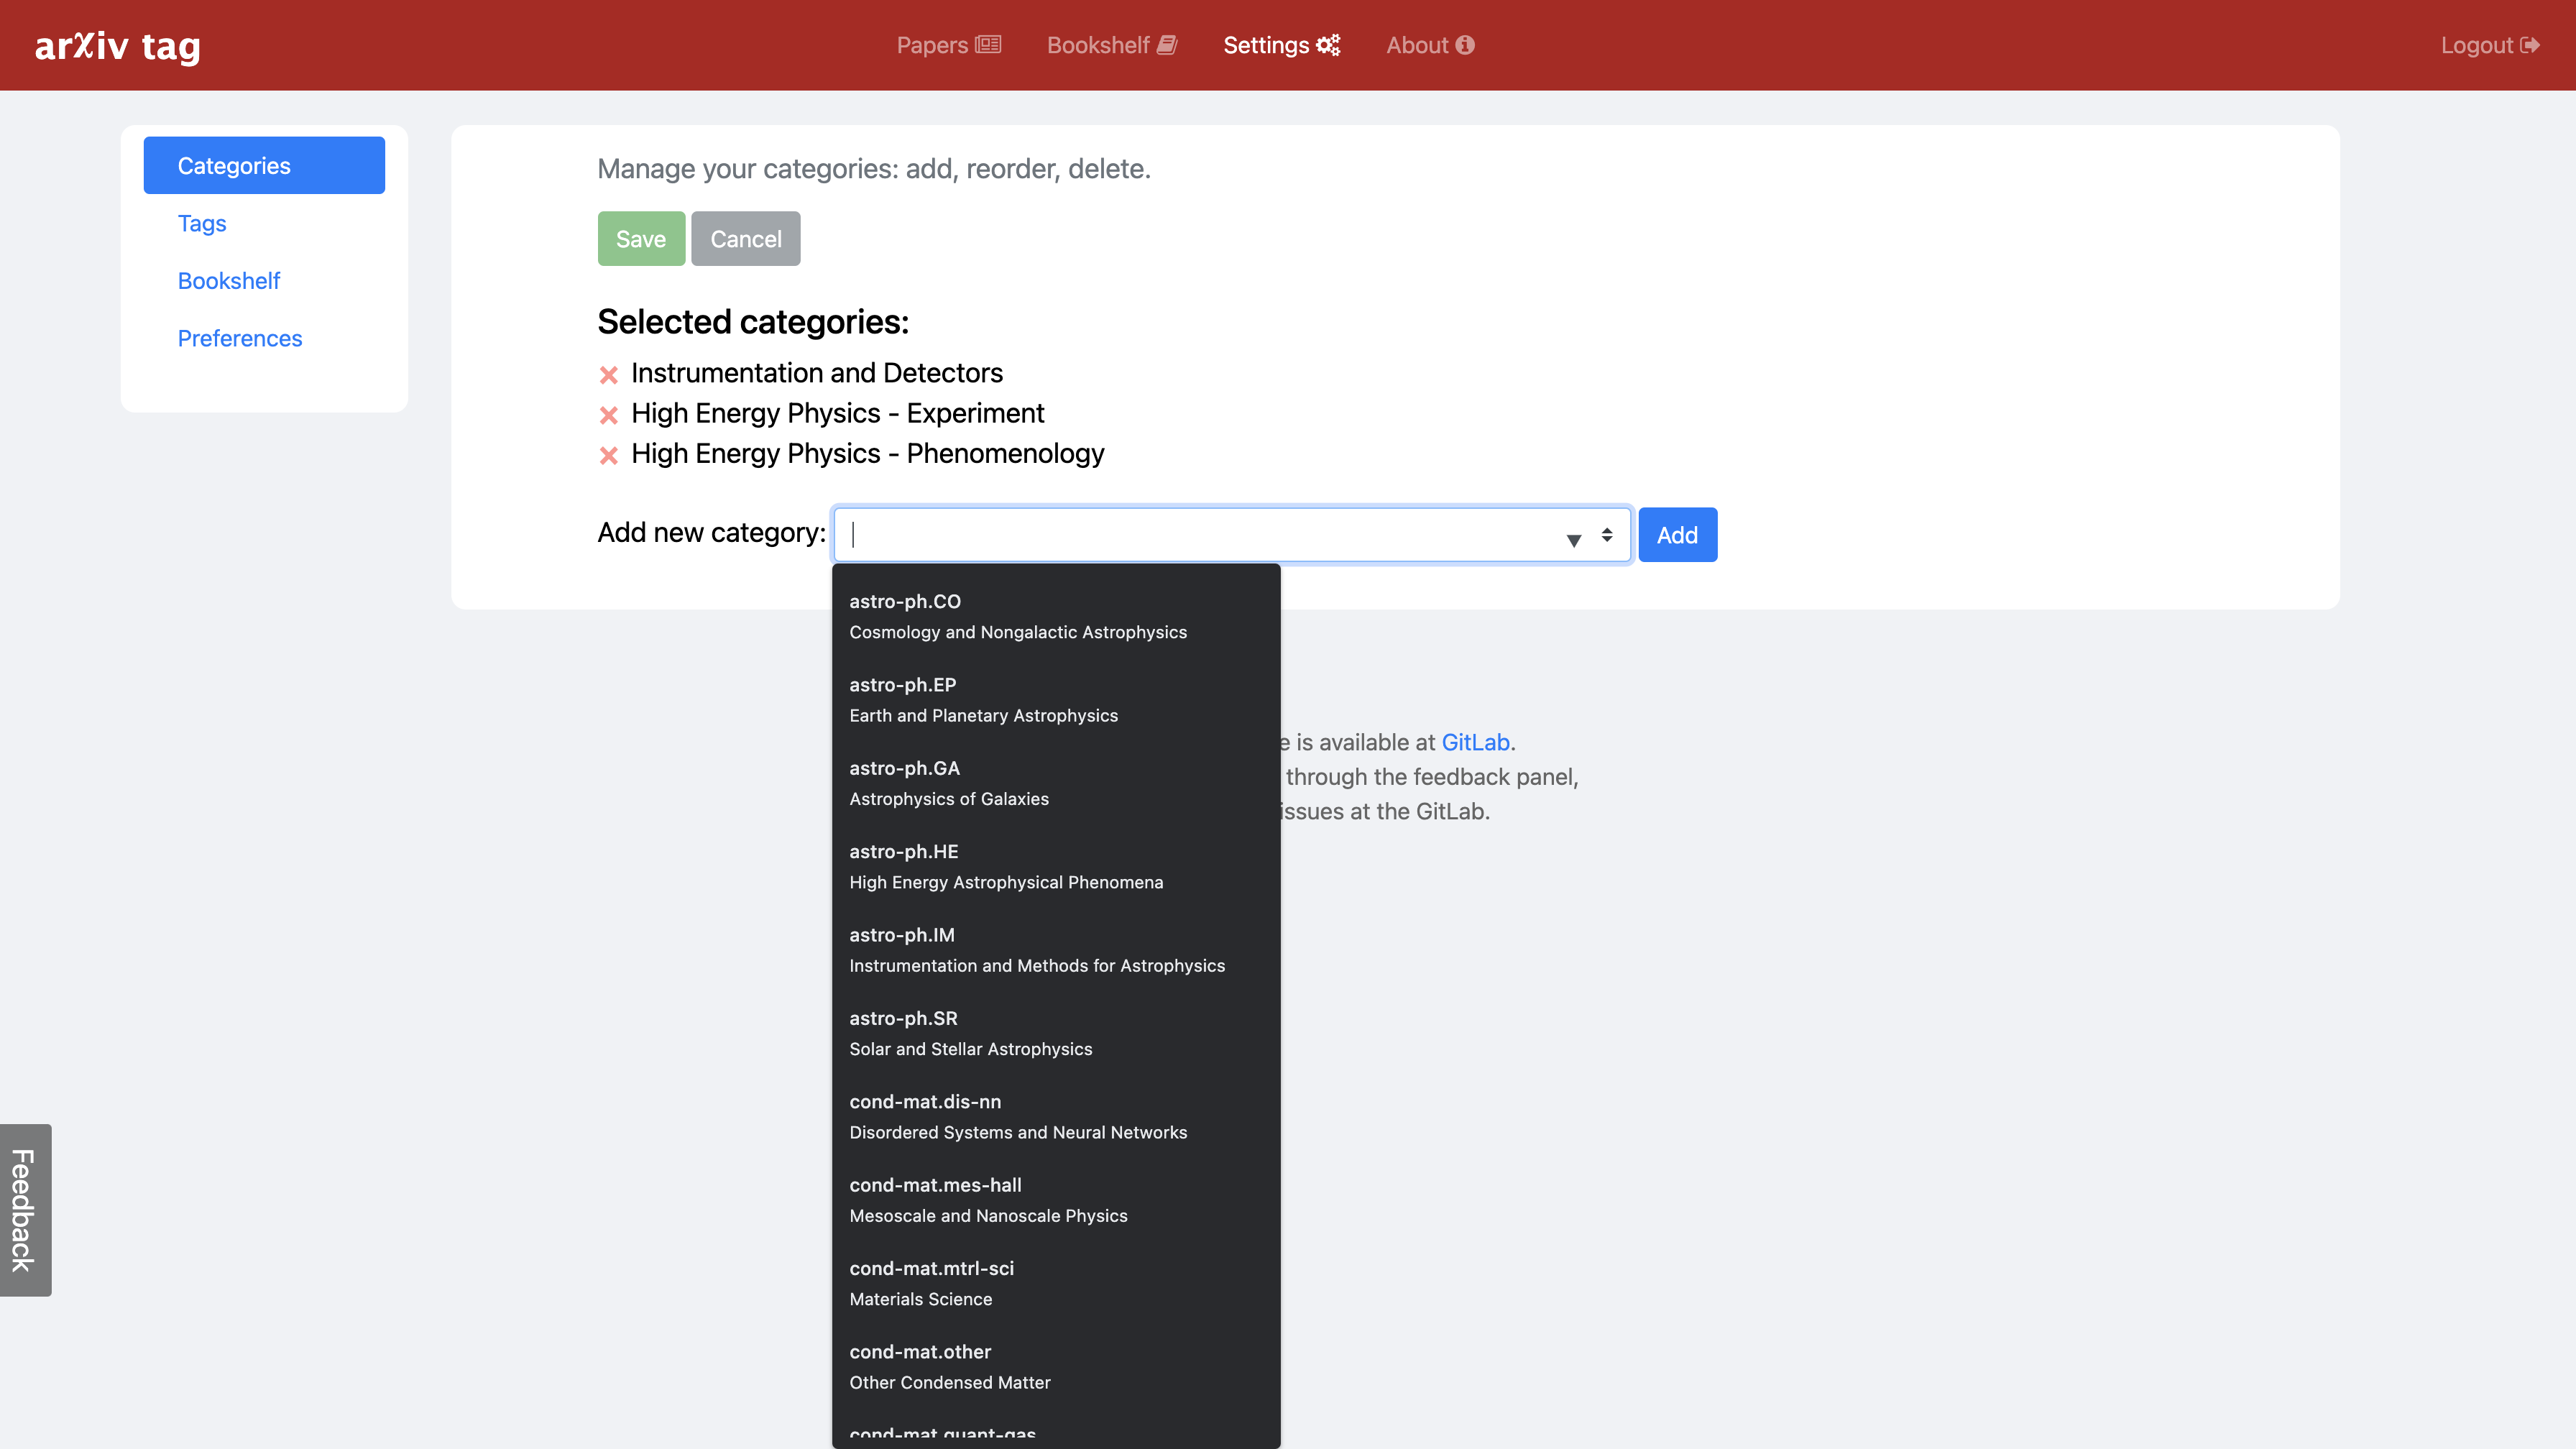 arXiv tag
Papers
Bookshelf
Settings
About
Logout
Categories
Tags
Bookshelf
Preferences
Manage your categories: add, reorder, delete.
Save
Cancel
Selected categories:
Instrumentation and Detectors
High Energy Physics - Experiment
High Energy Physics - Phenomenology
Add new category:
Add
astro-ph.CO
Cosmology and Nongalactic Astrophysics
astro-ph.EP
Earth and Planetary Astrophysics
astro-ph.GA
Astrophysics of Galaxies
astro-ph.HE
High Energy Astrophysical Phenomena
astro-ph.IM
Instrumentation and Methods for Astrophysics
astro-ph.SR
Solar and Stellar Astrophysics
cond-mat.dis-nn
Disordered Systems and Neural Networks
cond-mat.mes-hall
Mesoscale and Nanoscale Physics
cond-mat.mtrl-sci
Materials Science
cond-mat.other
Other Condensed Matter
cond-mat.quant-gas
is available at GitLab.
through the feedback panel,
issues at the GitLab.
Feedback